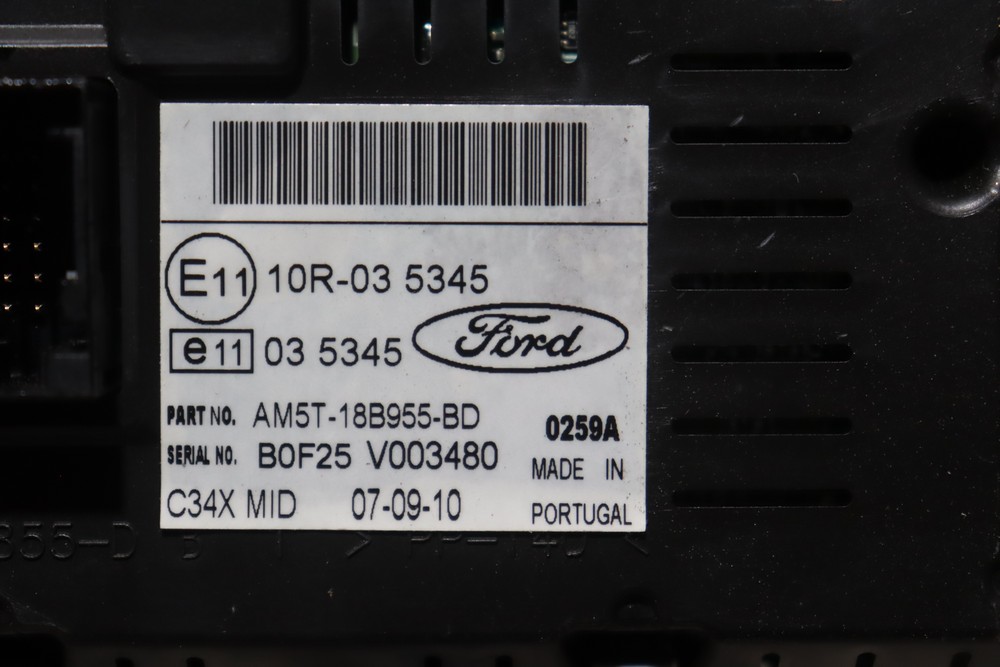 E11 10R-03 5345
e11 03 5345 Ford
PART NO. AM5T-18B955-BD 0259A
SERIAL NO. B0F25 V003480 MADE IN
C34X MID 07-09-10 PORTUGAL